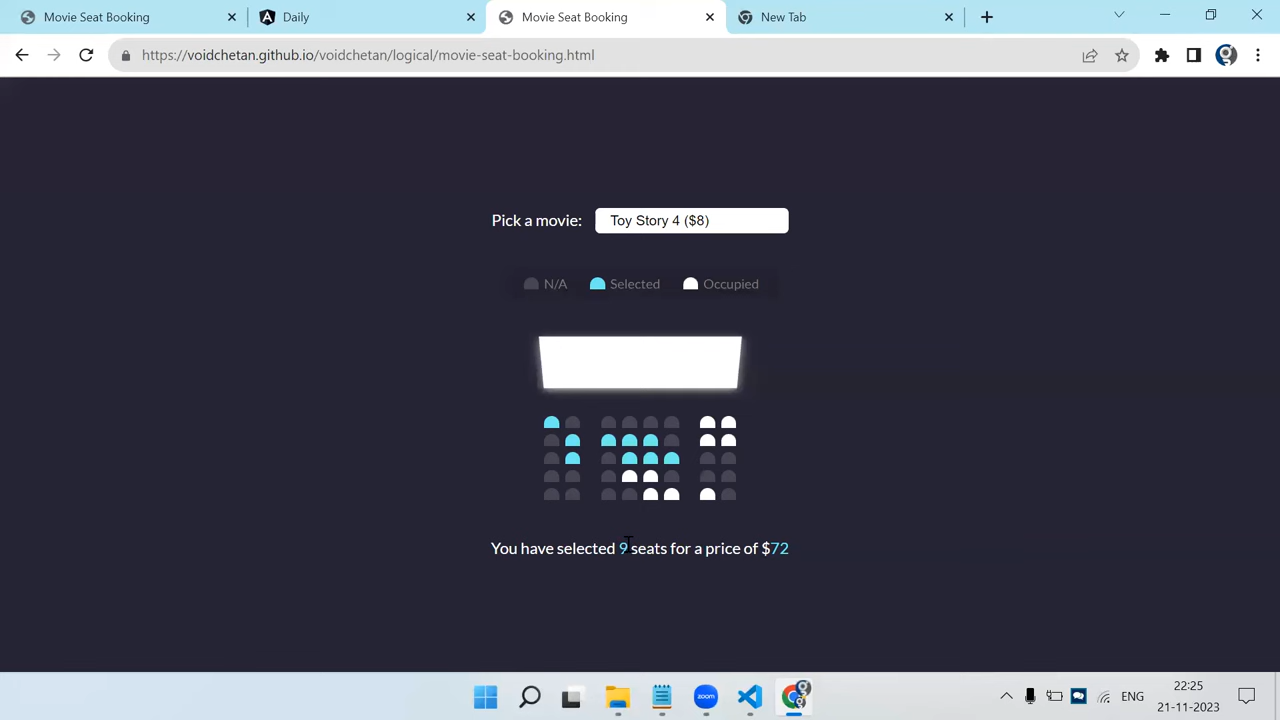 Movie Seat Booking
Daily
Movie Seat Booking
New Tab
https://voidchetan.github.io/voidchetan/logical/movie-seat-booking.html
Pick a movie: Toy Story 4 ($8)
N/A Selected Occupied
You have selected 9 seats for a price of $72
zoom
ENG
22:25
21-11-2023